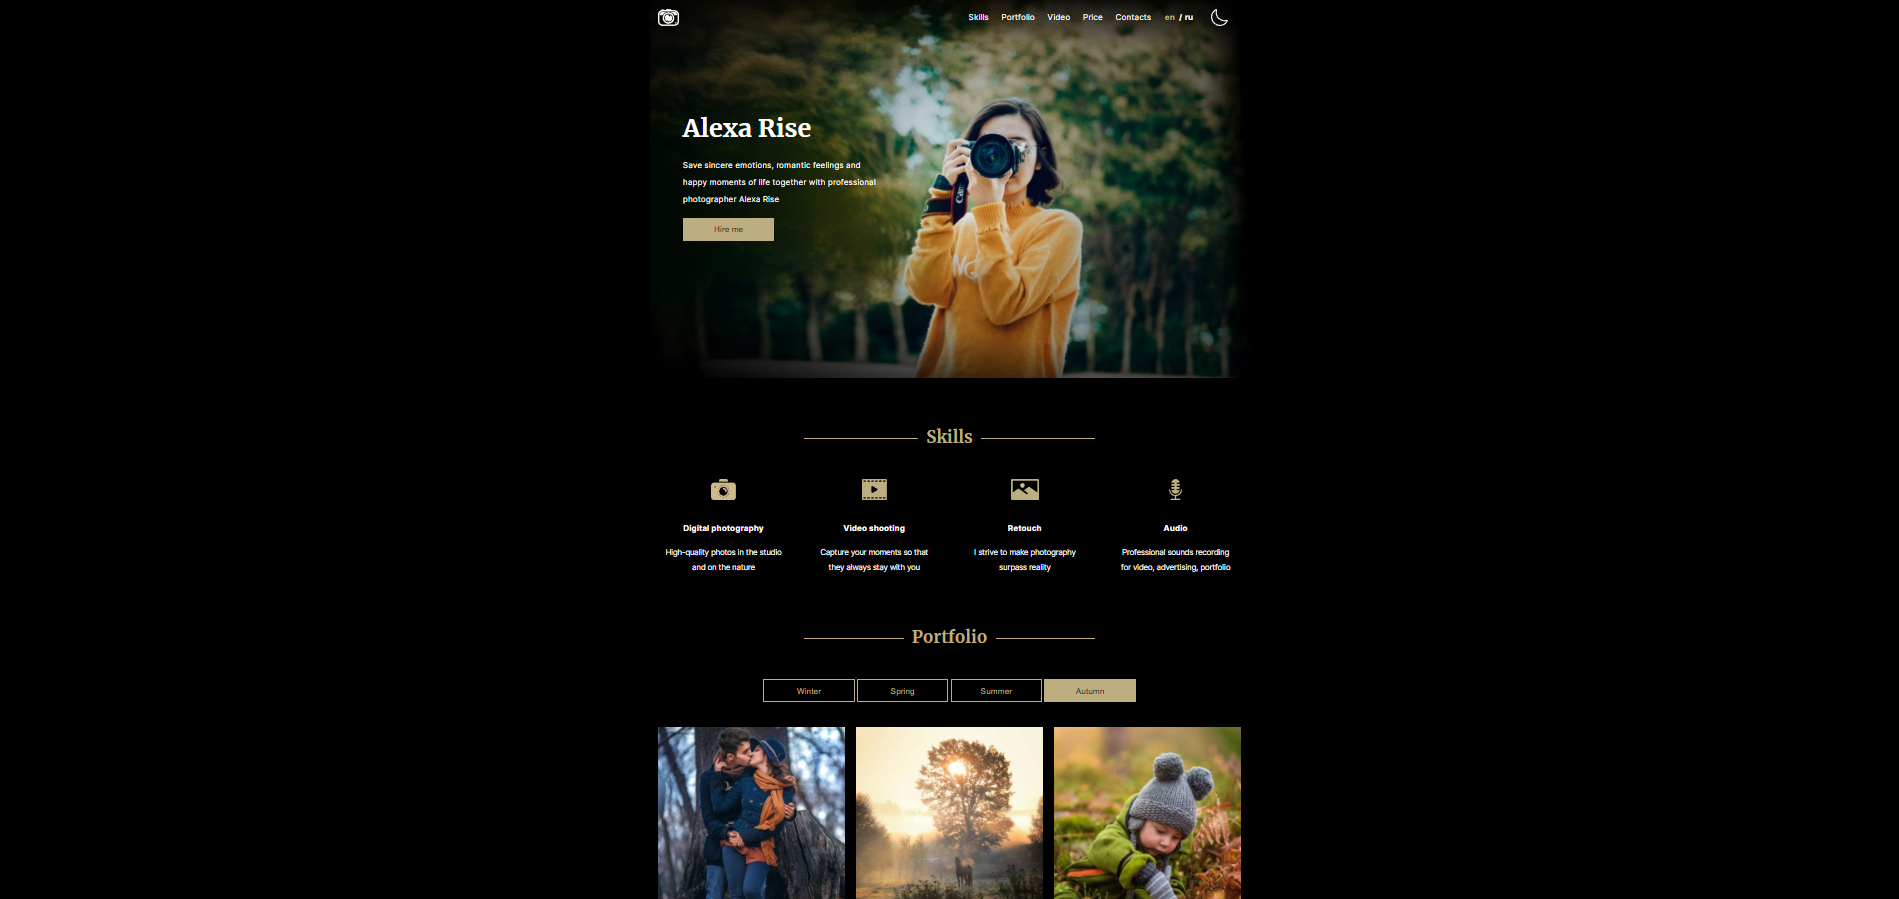 Skills Portfolio Video Price Contacts en / ru
Alexa Rise
Save sincere emotions, romantic feelings and
happy moments of life together with professional
photographer Alexa Rise
Hire me
Skills
Digital photography
High-quality photos in the studio
and on the nature
Video shooting
Capture your moments so that
they always stay with you
Retouch
I strive to make photography
surpass reality
Audio
Professional sounds recording
for video, advertising, portfolio
Portfolio
Winter Spring Summer Autumn